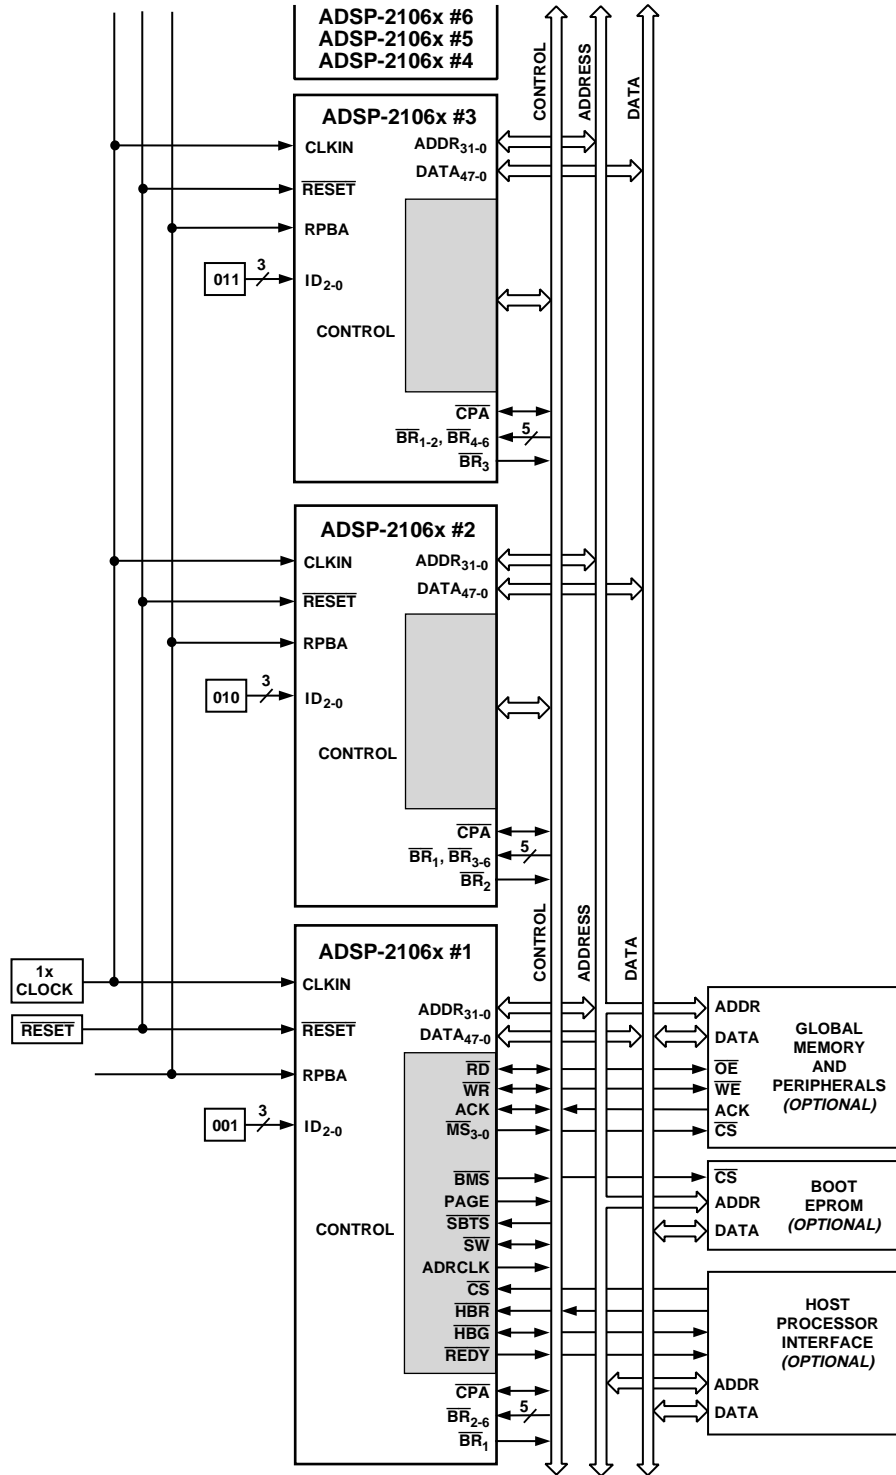 ADSP-2106x #6
ADSP-2106x #5
ADSP-2106x #4
CONTROL
ADDRESS
DATA
ADSP-2106x #3
CLKIN
ADDR31-0
DATA47-0
RESET
RPBA
011
3
ID2-0
CONTROL
CPA
BR1-2, BR4-6
5
BR3
ADSP-2106x #2
CLKIN
ADDR31-0
DATA47-0
RESET
RPBA
010
3
ID2-0
CONTROL
CPA
BR1, BR3-6
5
BR2
CONTROL
ADDRESS
DATA
ADSP-2106x #1
1x
CLOCK
CLKIN
ADDR31-0
RESET
RESET
DATA47-0
RPBA
RD
WR
ACK
MS3-0
001
3
ID2-0
BMS
PAGE
SBTS
CONTROL
SW
ADRCLK
CS
HBR
HBG
REDY
CPA
BR2-6
5
BR1
ADDR
DATA
OE
WE
ACK
CS
GLOBAL
MEMORY
AND
PERIPHERALS
(OPTIONAL)
CS
ADDR
DATA
BOOT
EPROM
(OPTIONAL)
HOST
PROCESSOR
INTERFACE
(OPTIONAL)
ADDR
DATA